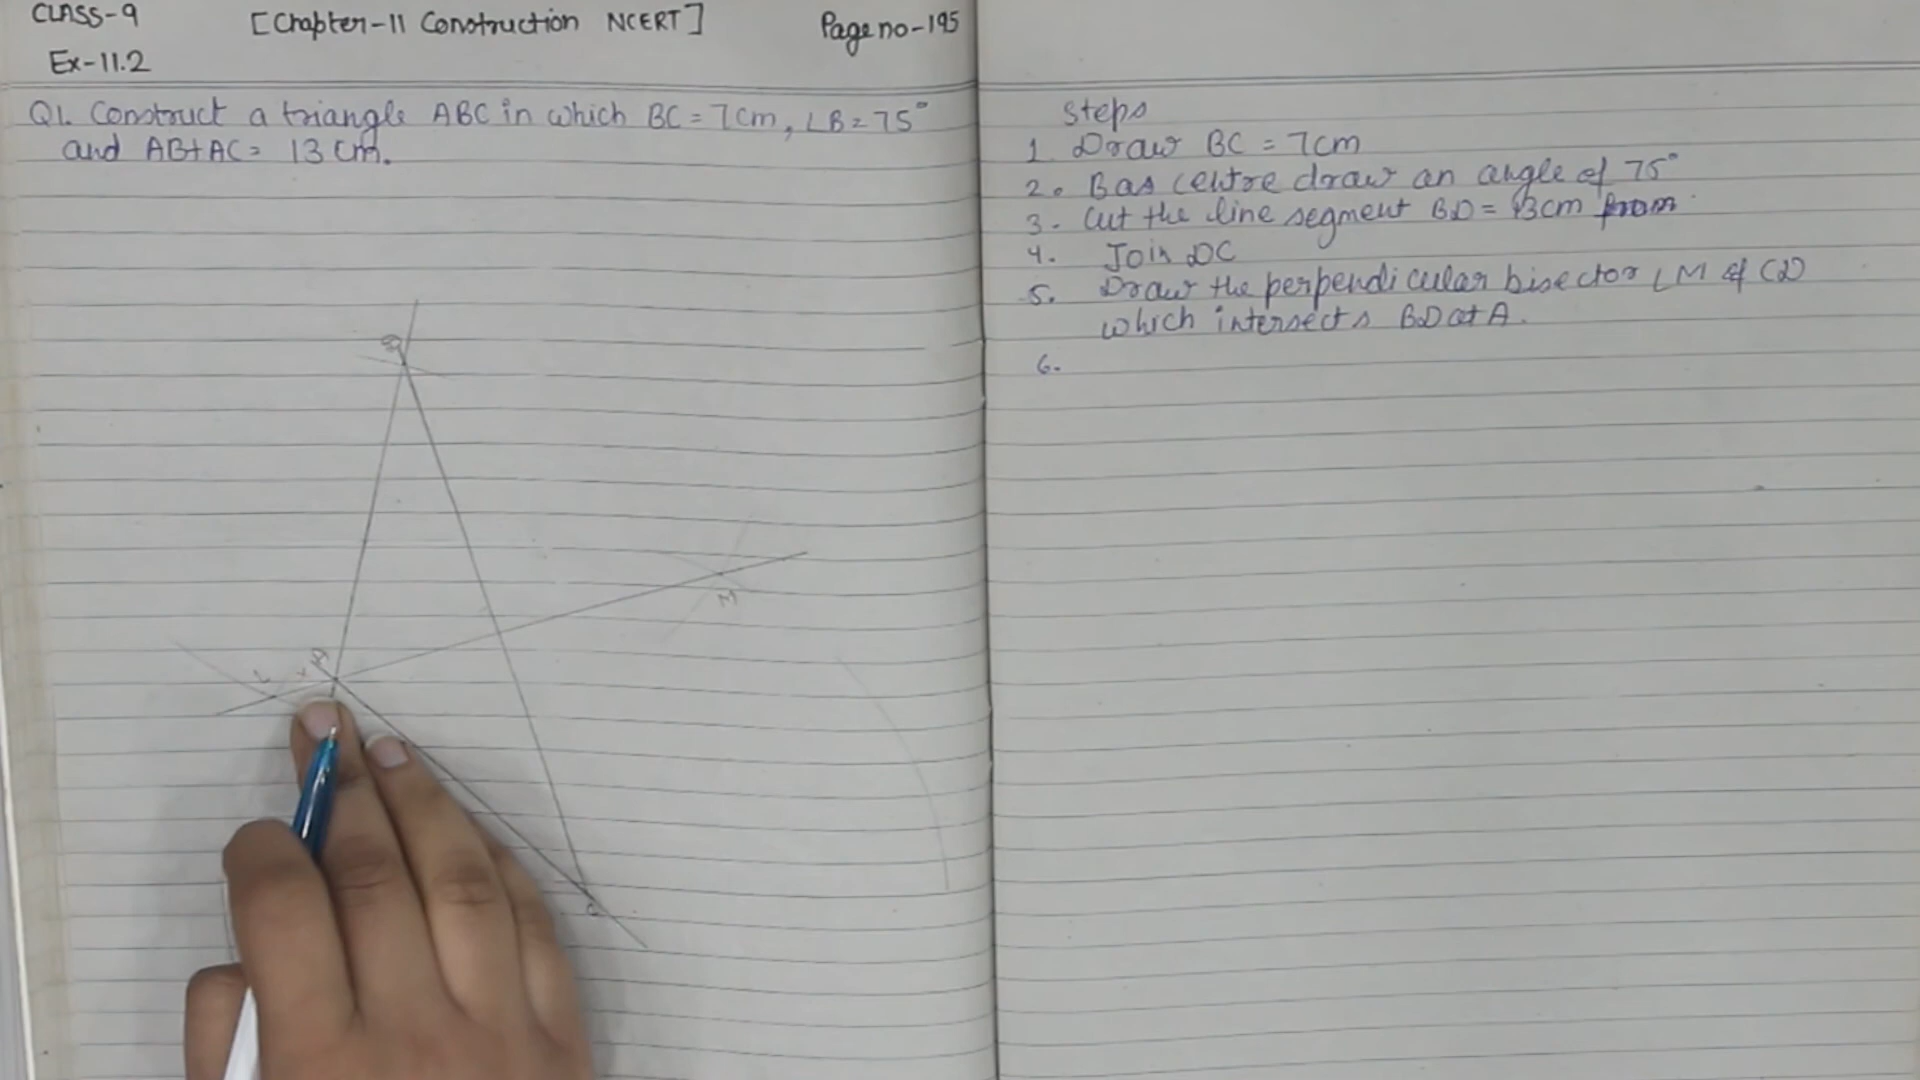 CLASS-9 [Chapter-11 Construction NCERT] Page no-195
Ex-11.2
Q1. Construct a triangle ABC in which BC = 7cm, ∠B = 75°
and AB+AC = 13 cm.
D
M
A
L
C
Steps
1 Draw BC = 7cm
2. B as centre draw an angle of 75°
3. Cut the line segment BD = 13cm from
4. Join DC
5. Draw the perpendicular bisector LM of CD
which intersects BD at A.
6.